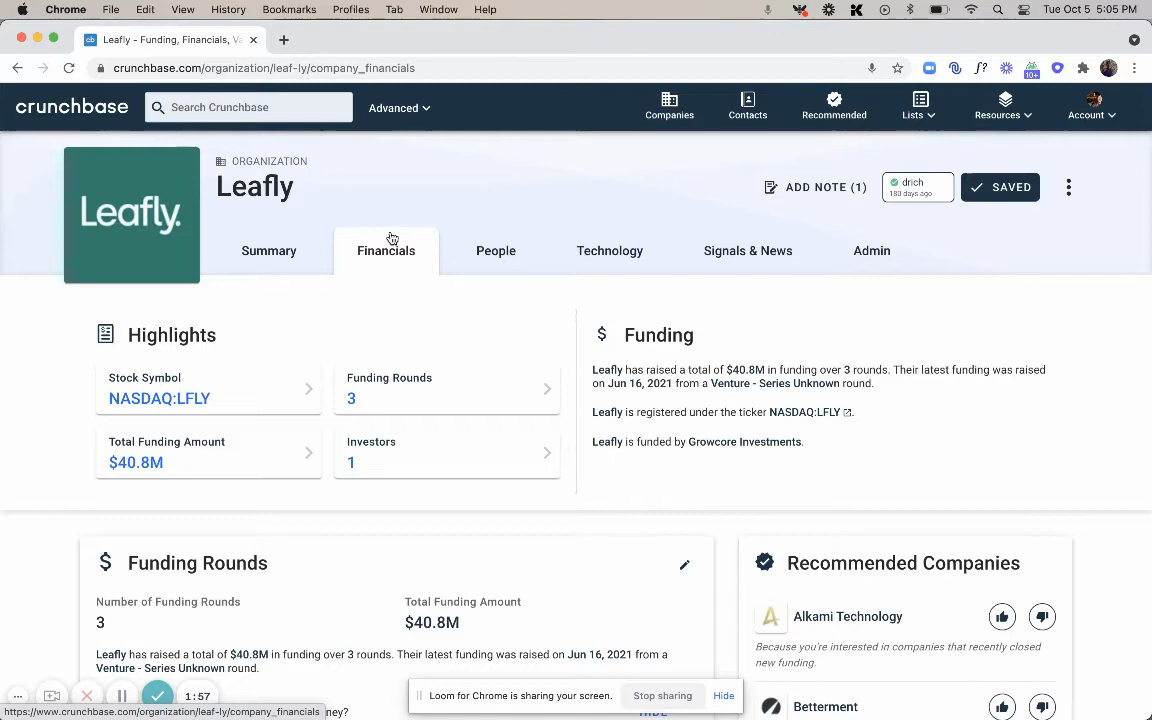 Chrome File Edit View History Bookmarks Profiles Tab Window Help
Tue Oct 5 5:05 PM
cb Leafly - Funding, Financials, Va
crunchbase.com/organization/leaf-ly/company_financials
10+
crunchbase
Search Crunchbase
Advanced
Companies
Contacts
Recommended
Lists
Resources
Account
Leafly.
ORGANIZATION
Leafly
ADD NOTE (1)
drich
180 days ago
SAVED
Summary
Financials
People
Technology
Signals & News
Admin
Highlights
Stock Symbol
NASDAQ:LFLY
Funding Rounds
3
Total Funding Amount
$40.8M
Investors
1
$ Funding
Leafly has raised a total of $40.8M in funding over 3 rounds. Their latest funding was raised
on Jun 16, 2021 from a Venture - Series Unknown round.
Leafly is registered under the ticker NASDAQ:LFLY.
Leafly is funded by Growcore Investments.
$ Funding Rounds
Number of Funding Rounds
3
Total Funding Amount
$40.8M
Leafly has raised a total of $40.8M in funding over 3 rounds. Their latest funding was raised on Jun 16, 2021 from a
Venture - Series Unknown round.
Recommended Companies
Alkami Technology
Because you're interested in companies that recently closed
new funding.
Betterment
1:57
Loom for Chrome is sharing your screen.
Stop sharing
Hide
https://www.crunchbase.com/organization/leaf-ly/company_financials
ney?
HIDE